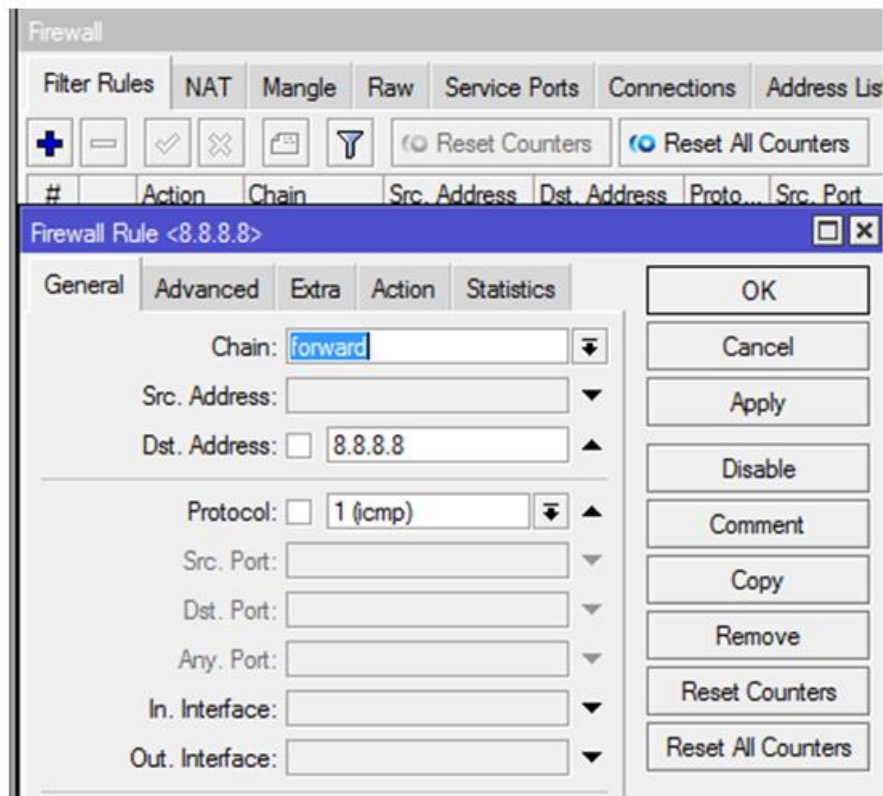 Firewall
Filter Rules NAT Mangle Raw Service Ports Connections Address Lis
Reset Counters Reset All Counters
# Action Chain Src. Address Dst. Address Proto... Src. Port
Firewall Rule <8.8.8.8>
General Advanced Extra Action Statistics
Chain: forward
Src. Address:
Dst. Address: 8.8.8.8
Protocol: 1 (icmp)
Src. Port:
Dst. Port:
Any. Port:
In. Interface:
Out. Interface:
OK
Cancel
Apply
Disable
Comment
Copy
Remove
Reset Counters
Reset All Counters